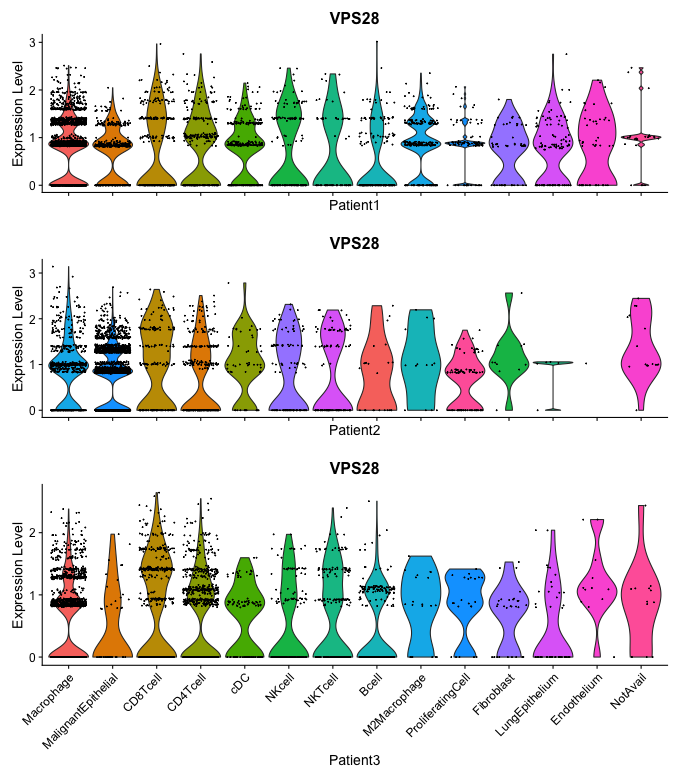 VPS28
Expression Level
3
2
1
0
Patient1
VPS28
Expression Level
3
2
1
0
Patient2
VPS28
Expression Level
2
1
0
Macrophage
MalignantEpithelial
CD8Tcell
CD4Tcell
cDC
NKcell
NKTcell
Bcell
M2Macrophage
ProliferatingCell
Fibroblast
LungEpithelium
Endothelium
NotAvail
Patient3